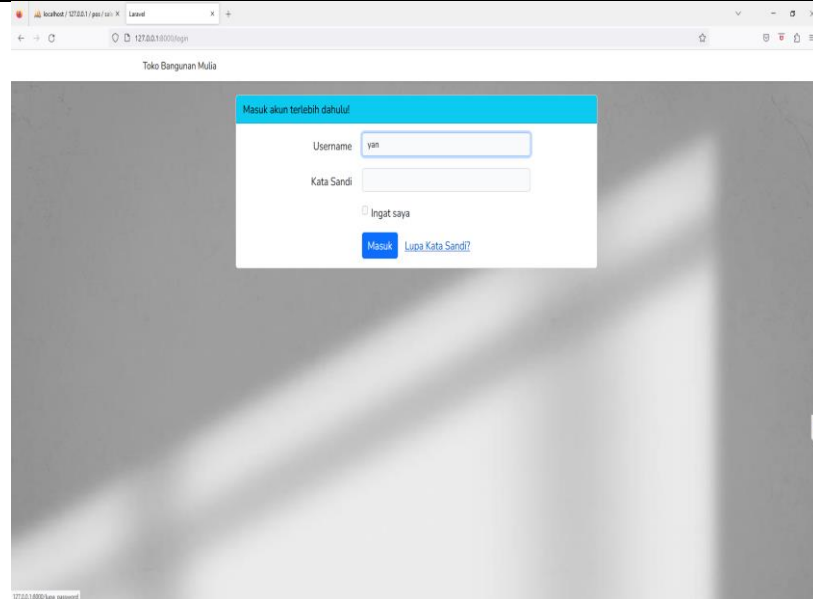 localhost / 127.0.0.1 / pos / 
Laravel
127.0.0.1:8000/login
Toko Bangunan Mulia
Masuk akun terlebih dahulu!
Username
yan
Kata Sandi
Ingat saya
Masuk
Lupa Kata Sandi?